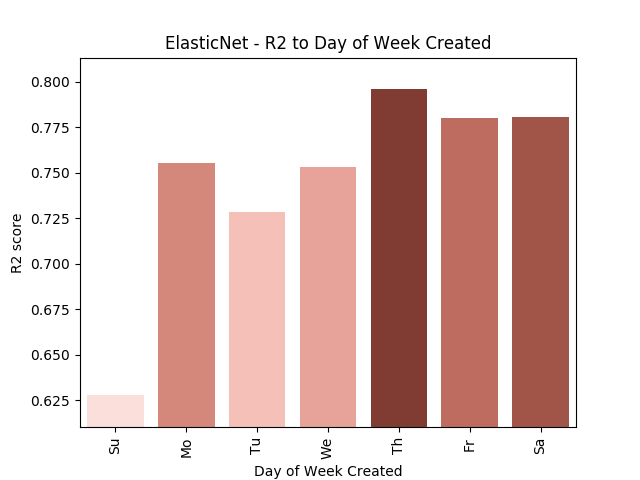 ElasticNet - R2 to Day of Week Created
0.800
0.775
0.750
0.725
0.700
0.675
0.650
0.625
R2 score
Su
Mo
Tu
We
Th
Fr
Sa
Day of Week Created